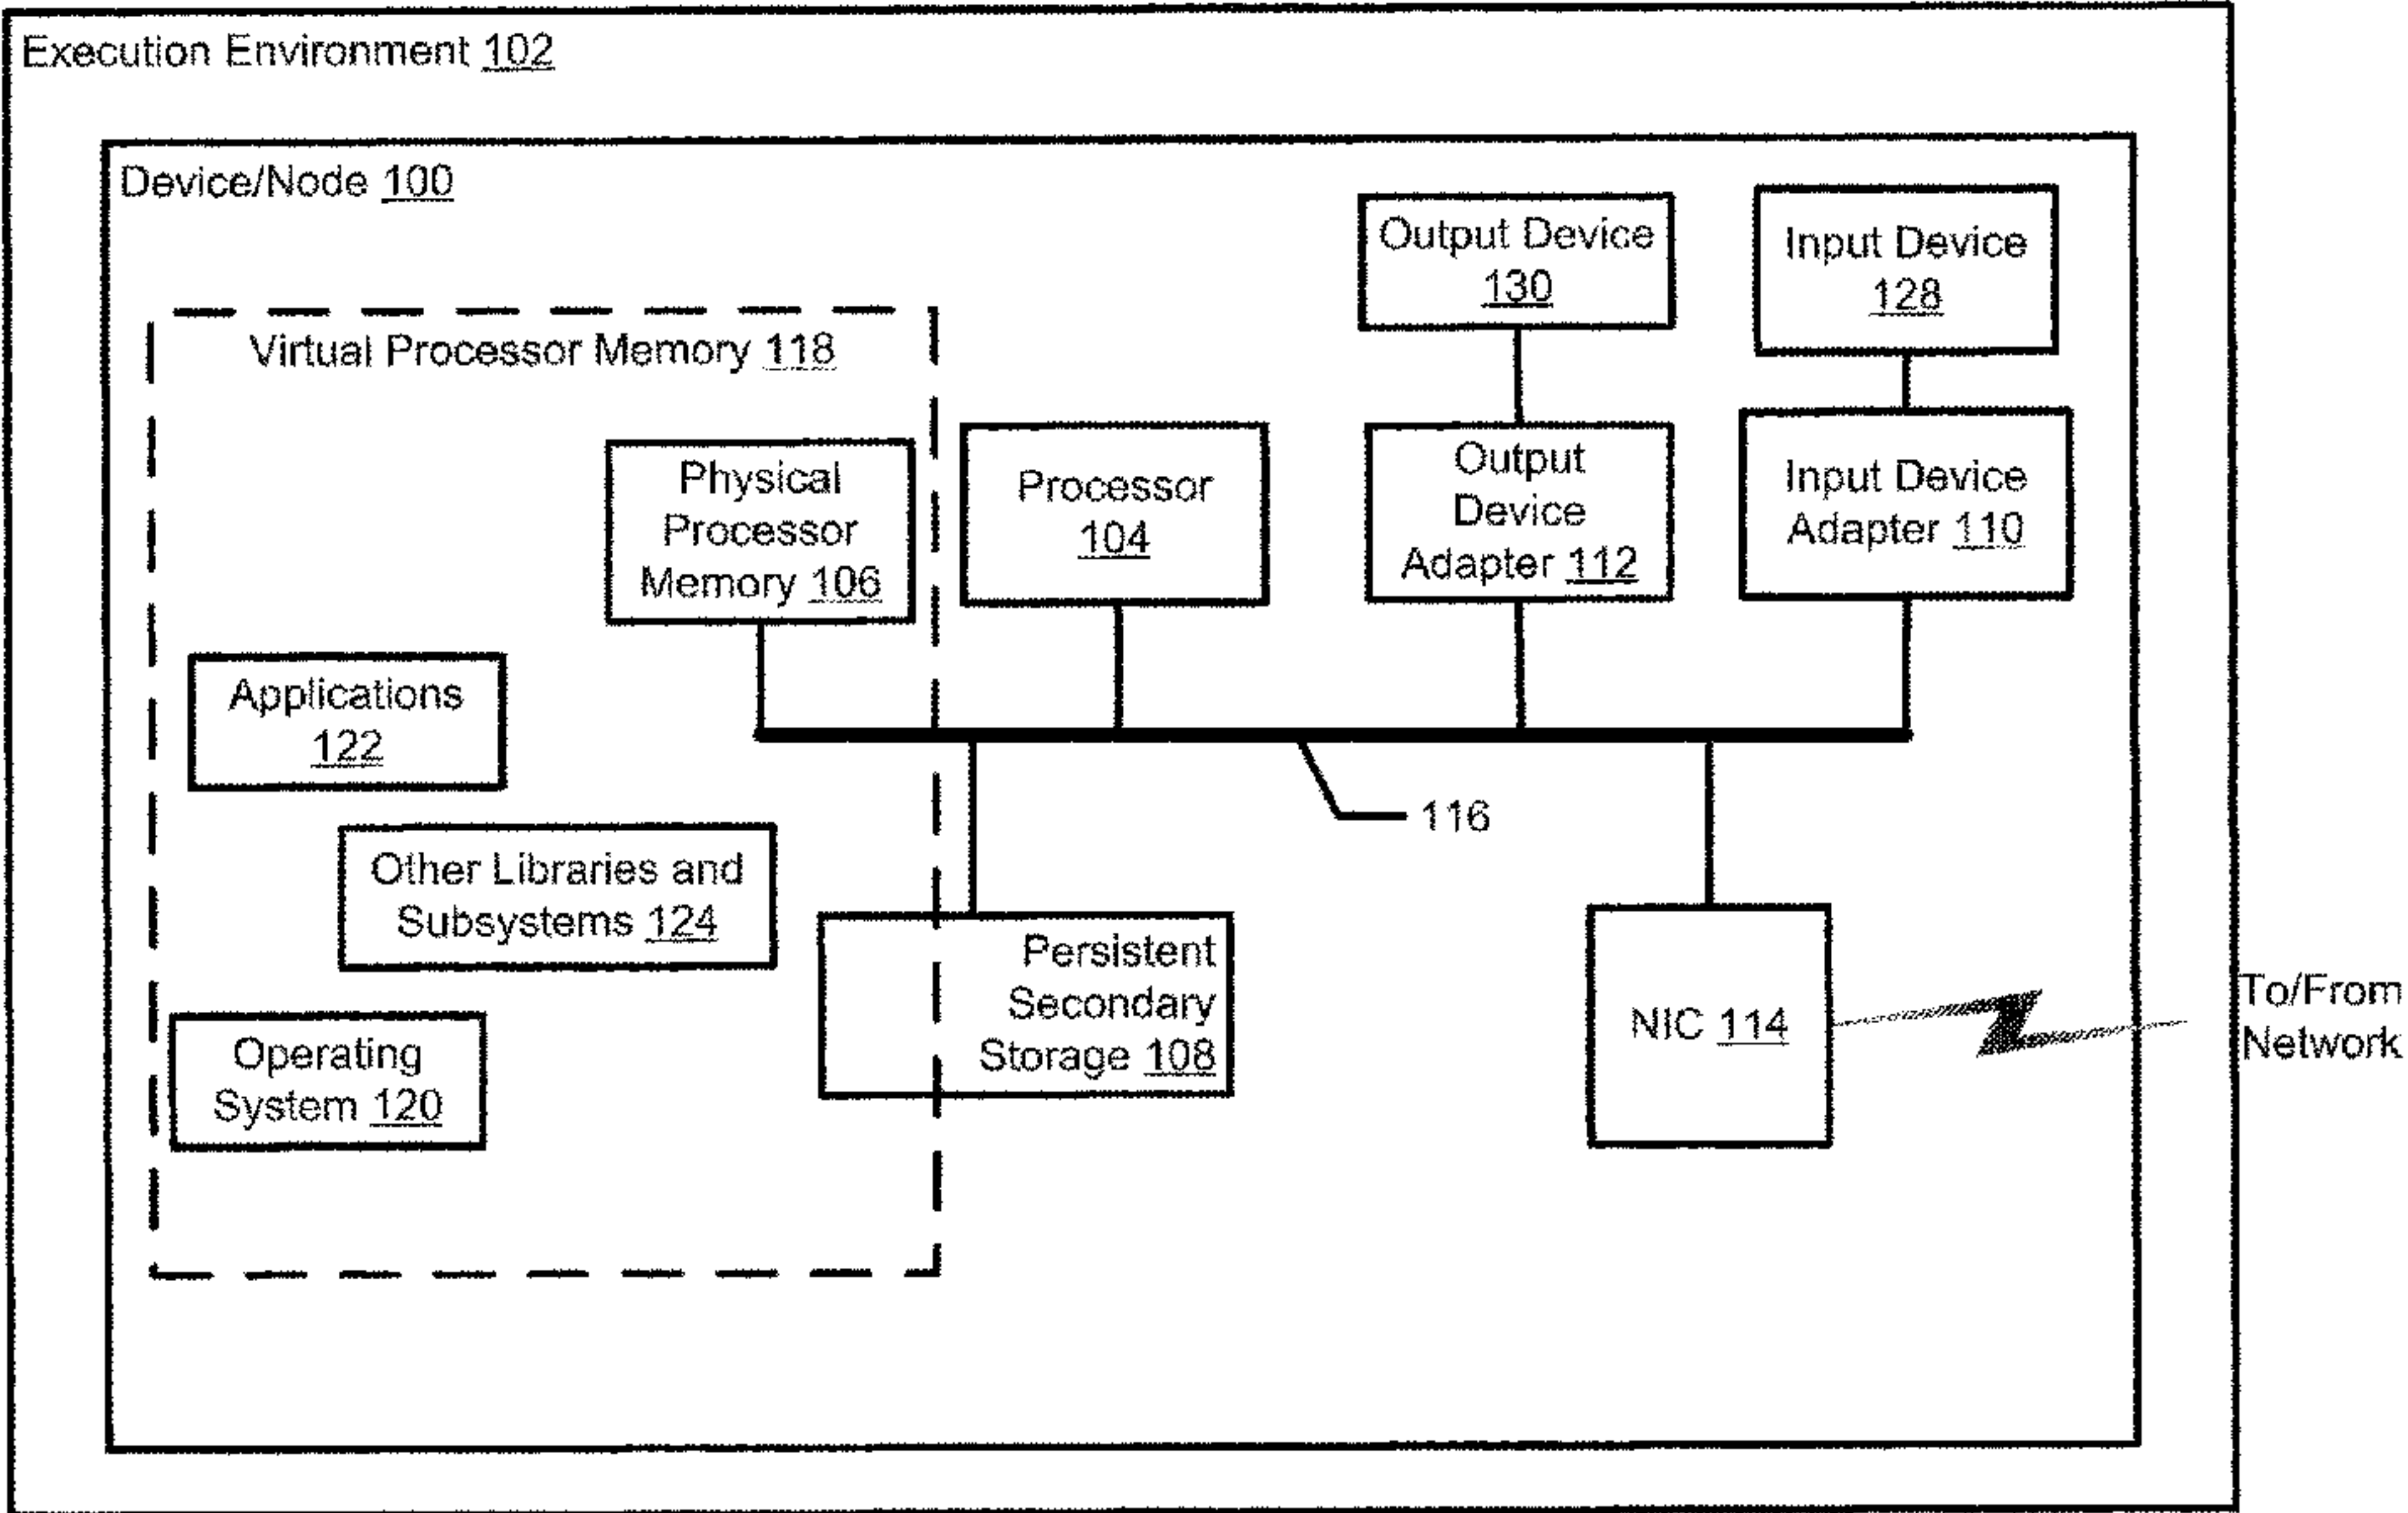 Execution Environment 102
Device/Node 100
Output Device
130
Input Device
128
Virtual Processor Memory 118
Physical
Processor
Memory 106
Processor
104
Output
Device
Adapter 112
Input Device
Adapter 110
Applications
122
116
Other Libraries and
Subsystems 124
Persistent
Secondary
Storage 108
NIC 114
To/From
Network
Operating
System 120